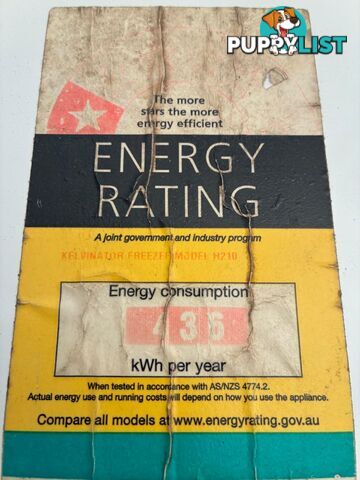 PUPPYLIST
The more
stars the more
energy efficient
ENERGY
RATING
A joint government and industry program
KELVINATOR FREEZER MODEL H210
Energy consumption
436
kWh per year
When tested in accordance with AS/NZS 4774.2.
Actual energy use and running costs will depend on how you use the appliance.
Compare all models at www.energyrating.gov.au